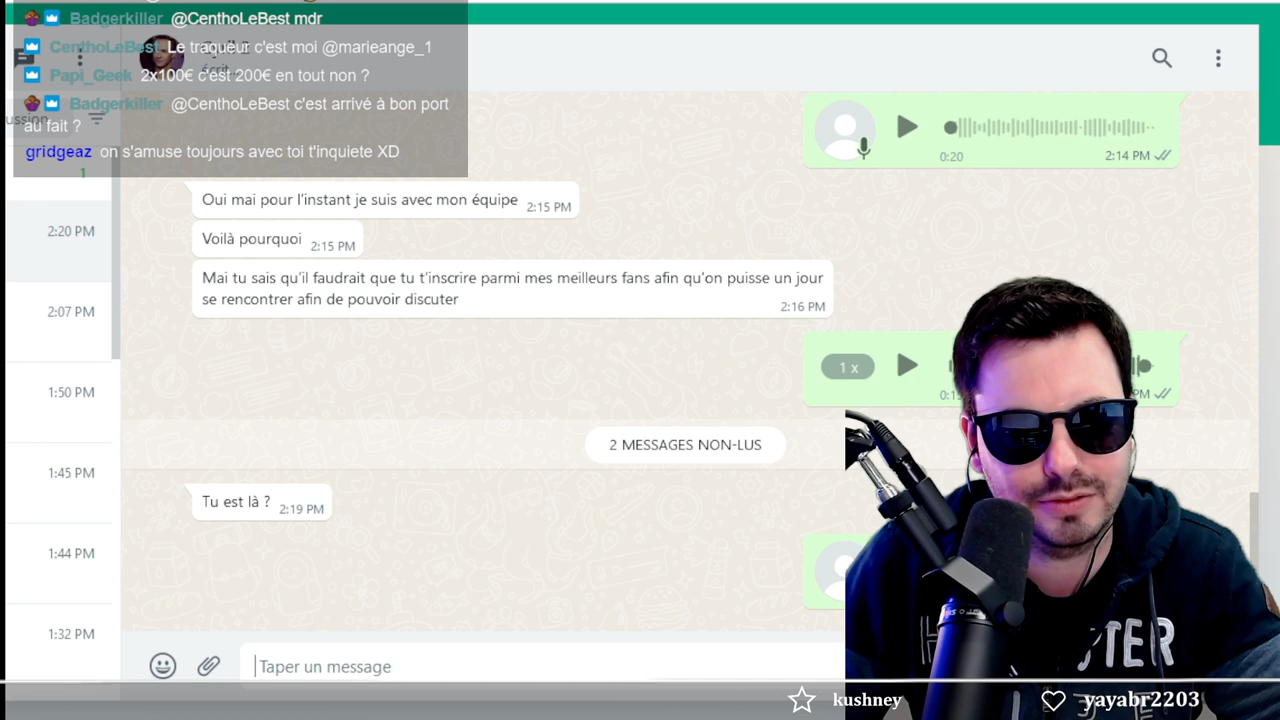 Badgerkiller @CenthoLeBest mdr
CenthoLeBest Le traqueur c'est moi @marieange_1
Papi_Geek 2x100€ c'est 200€ en tout non ?
Badgerkiller @CenthoLeBest c'est arrivé à bon port
au fait ?
gridgeaz on s'amuse toujours avec toi t'inquiete XD
1
2:20 PM
2:07 PM
1:50 PM
1:45 PM
1:44 PM
1:32 PM
0:20 2:14 PM
Oui mai pour l'instant je suis avec mon équipe 2:15 PM
Voilà pourquoi 2:15 PM
Mai tu sais qu'il faudrait que tu t'inscrire parmi mes meilleurs fans afin qu'on puisse un jour
se rencontrer afin de pouvoir discuter 2:16 PM
1 x
PM
2 MESSAGES NON-LUS
Tu est là ? 2:19 PM
Taper un message
kushney yayabr2203